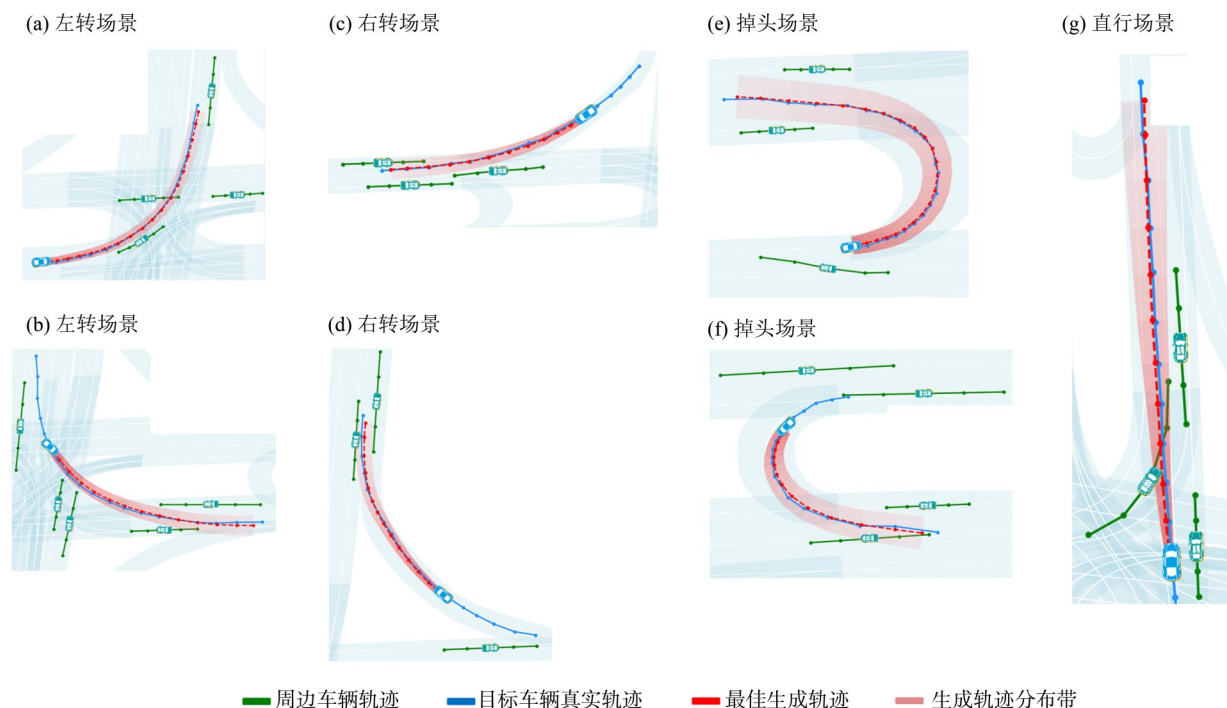 (a) 左转场景
(c) 右转场景
(e) 掉头场景
(g) 直行场景
(b) 左转场景
(d) 右转场景
(f) 掉头场景
周边车辆轨迹
目标车辆真实轨迹
最佳生成轨迹
生成轨迹分布带